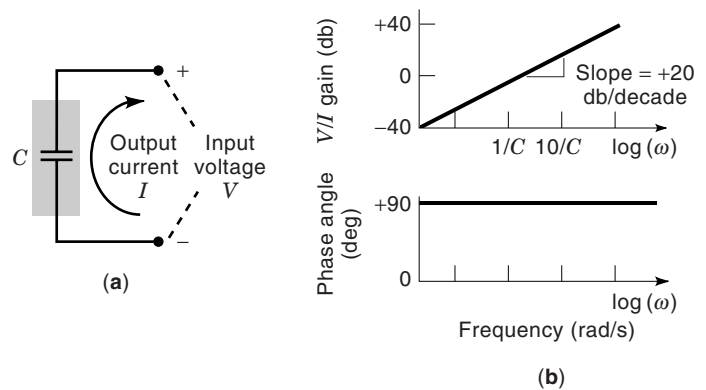 +
C
Output
current
I
Input
voltage
V
−
(a)
V/I gain (db)
+40
0
−40
Slope = +20
db/decade
1/C 10/C log (ω)
Phase angle
(deg)
+90
0
log (ω)
Frequency (rad/s)
(b)